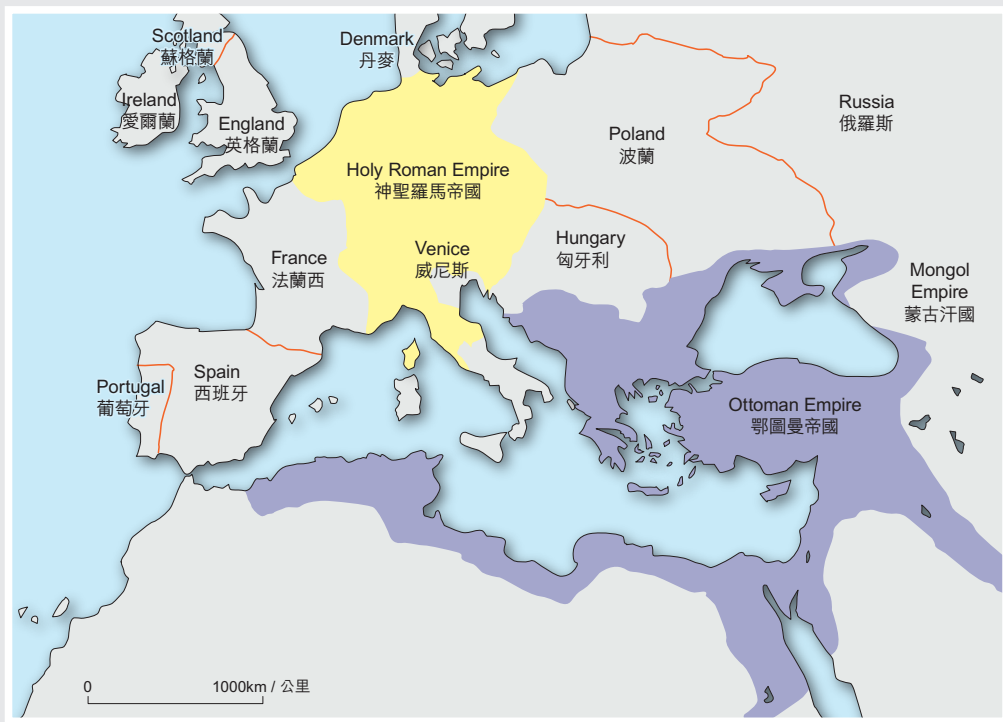 Scotland
蘇格蘭
Denmark
丹麥
Ireland
愛爾蘭
England
英格蘭
Russia
俄羅斯
Poland
波蘭
Holy Roman Empire
神聖羅馬帝國
Venice
威尼斯
Hungary
匈牙利
France
法蘭西
Mongol
Empire
蒙古汗國
Spain
西班牙
Portugal
葡萄牙
Ottoman Empire
鄂圖曼帝國
0 1000km / 公里